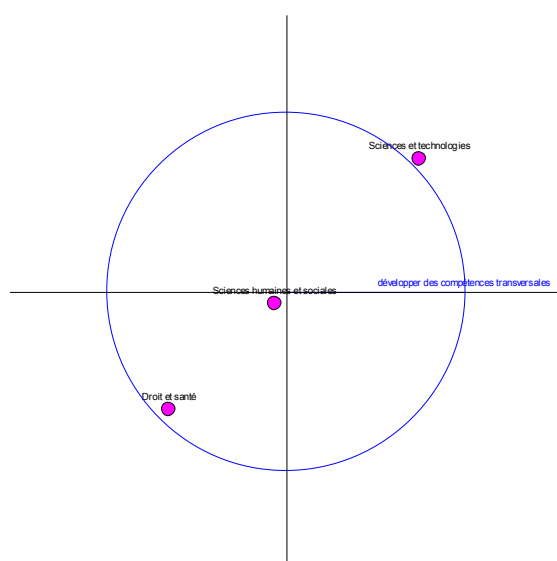 Sciences et technologies
développer des compétences transversales
Sciences humaines et sociales
Droit et santé